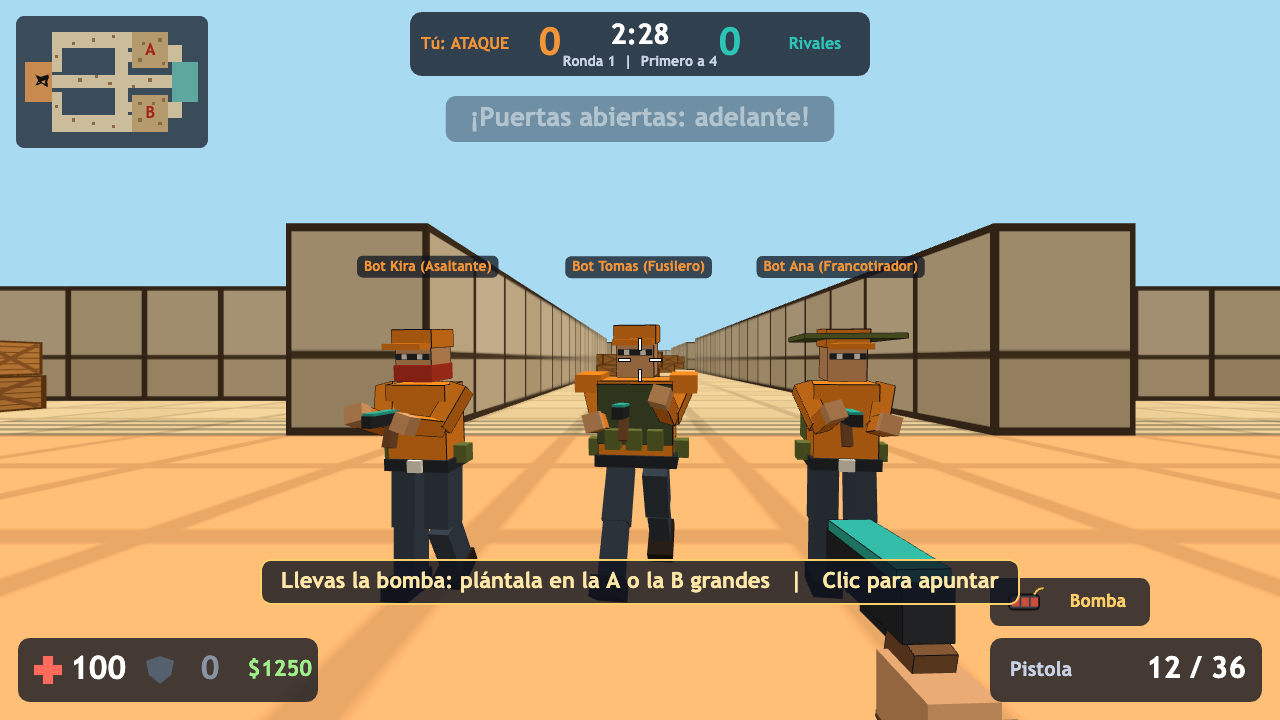 A
B
Tú: ATAQUE
0
2:28
0
Rivales
Ronda 1 | Primero a 4
¡Puertas abiertas: adelante!
Bot Kira (Asaltante)
Bot Tomas (Fusilero)
Bot Ana (Francotirador)
Llevas la bomba: plántala en la A o la B grandes | Clic para apuntar
Bomba
100
0
$1250
Pistola
12 / 36